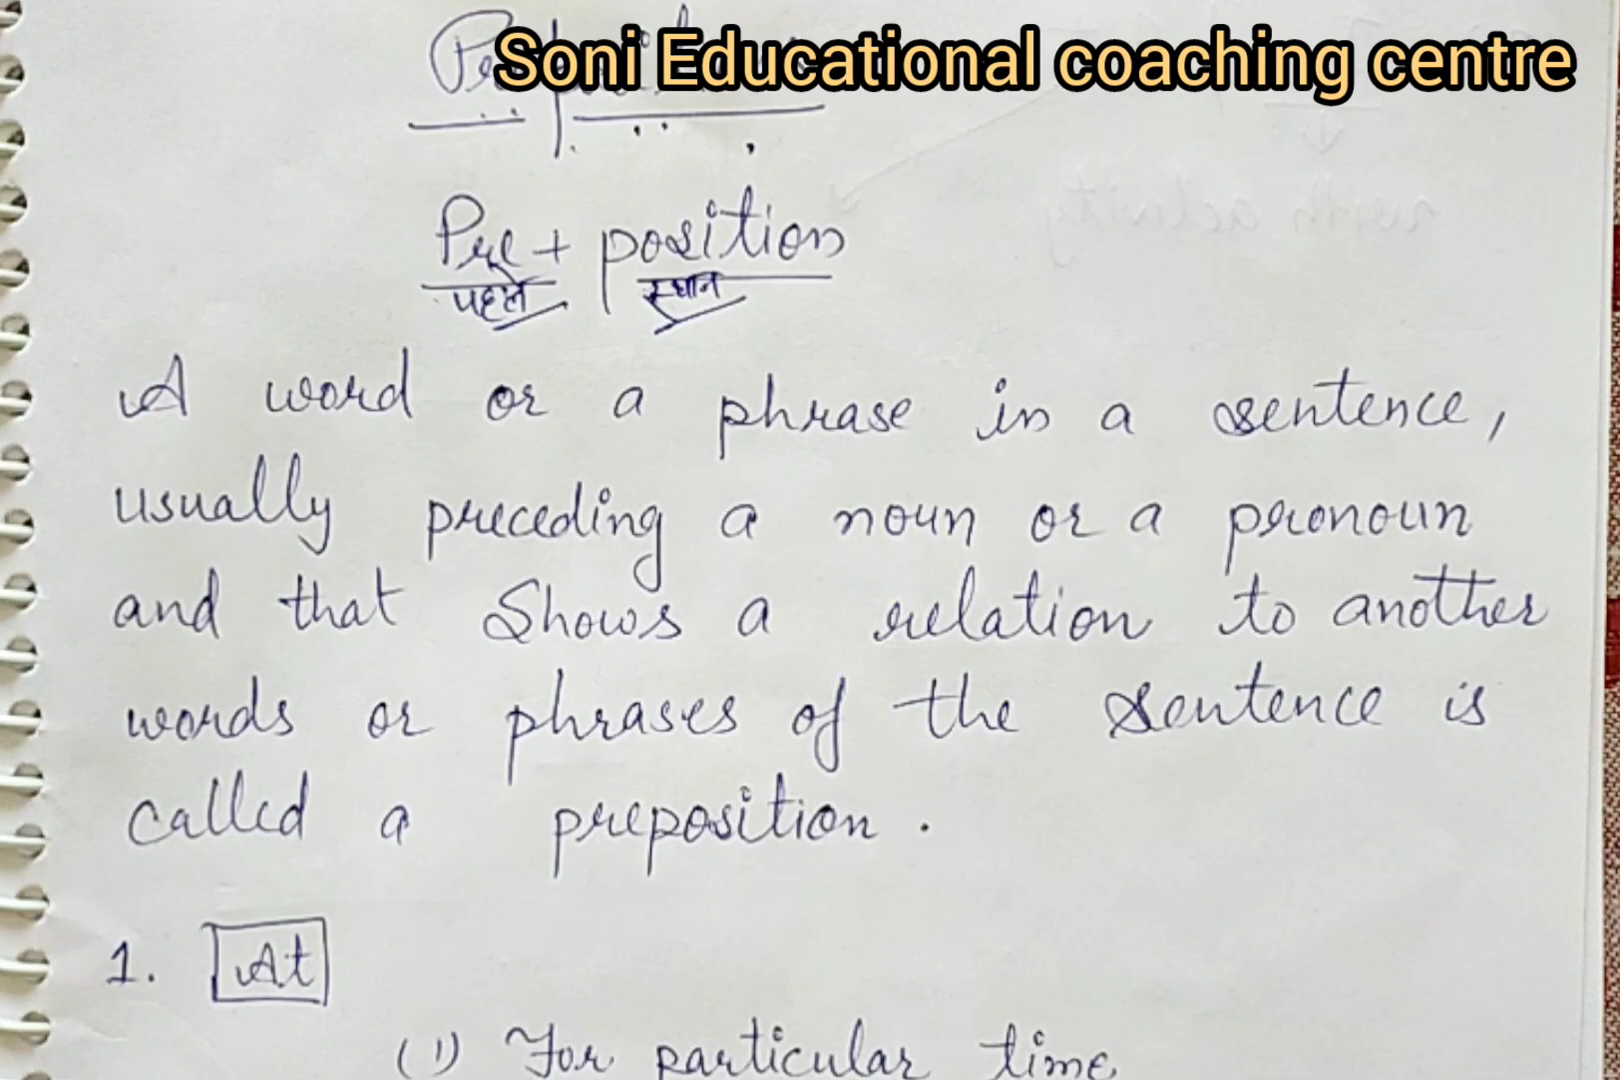 Soni Educational coaching centre
Pre + position
पहले स्थान
A word or a phrase in a sentence,
usually preceding a noun or a pronoun
and that Shows a relation to another
words or phrases of the sentence is
called a preposition.
1. At
(1) For particular time